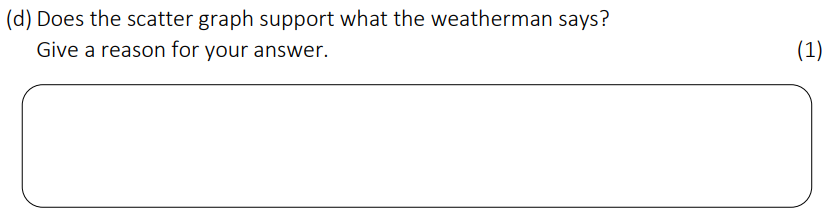 (d) Does the scatter graph support what the weatherman says?
Give a reason for your answer. (1)